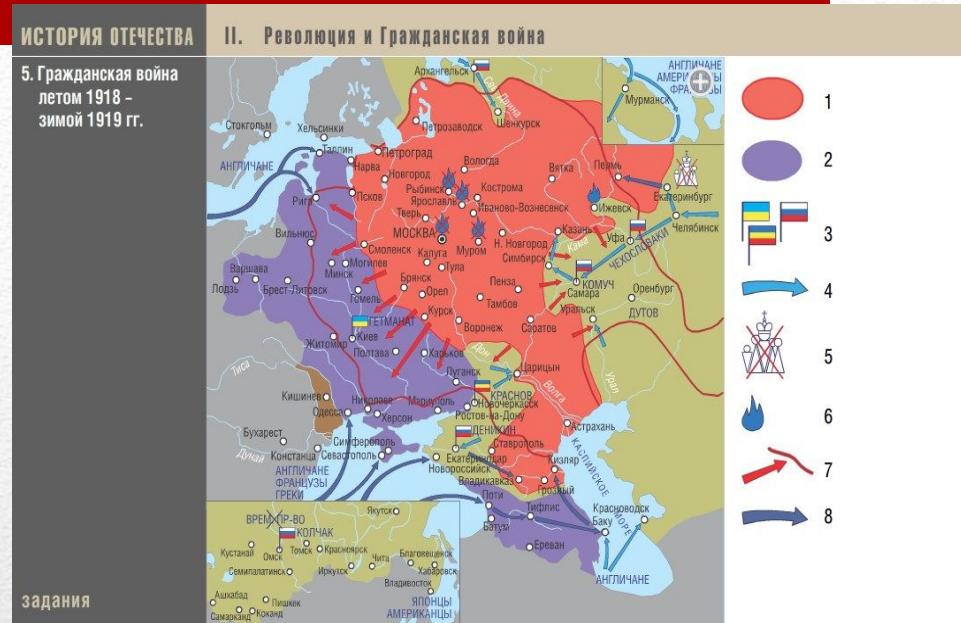 ИСТОРИЯ ОТЕЧЕСТВА
II. Революция и Гражданская война
5. Гражданская война
летом 1918 –
зимой 1919 гг.
задания
Архангельск
Сев. Двина
Шенкурск
АНГЛИЧАНЕ
Мурманск
Стокгольм
Хельсинки
Петрозаводск
Таллин
Нарва
Петроград
АНГЛИЧАНЕ
Новгород
Вологда
Вятка
Пермь
Екатеринбург
Рига
Псков
Рыбинск
Ярославль
Кострома
Иваново-Вознесенск
Ижевск
Челябинск
Тверь
МОСКВА
Муром
Н. Новгород
Казань
Кама
Уфа
ЧЕХОСЛОВАКИ
Вильнюс
Смоленск
Калуга
Тула
Симбирск
КОМУЧ
Самара
Оренбург
ДУТОВ
Варшава
Лодзь
Брест-Литовск
Минск
Могилев
Гомель
Брянск
Орел
Пенза
Тамбов
Уральск
Курск
Воронеж
Саратов
ГЕТМАНАТ
Киев
Житомир
Полтава
Харьков
Дон
Царицын
Волга
Урал
Тиса
Луганск
КРАСНОВ
Новочеркасск
Ростов-на-Дону
Кишинев
Одесса
Николаев
Херсон
Мариуполь
ДЕНИКИН
Ставрополь
Астрахань
Бухарест
Дунай
Констанца
Симферополь
Севастополь
Екатеринодар
Новороссийск
Кизляр
Владикавказ
Грозный
КАСПИЙСКОЕ МОРЕ
АНГЛИЧАНЕ
ФРАНЦУЗЫ
ГРЕКИ
Поти
Батум
Тифлис
Ереван
Баку
Красноводск
АНГЛИЧАНЕ
ВРЕМ. ПР-ВО
КОЛЧАК
Якутск
Кустанай
Омск
Томск
Красноярск
Чита
Благовещенск
Семипалатинск
Иркутск
Хабаровск
Владивосток
Ашхабад
Пишпек
Самарканд
Коканд
ЯПОНЦЫ
АМЕРИКАНЦЫ
1
2
3
4
5
6
7
8